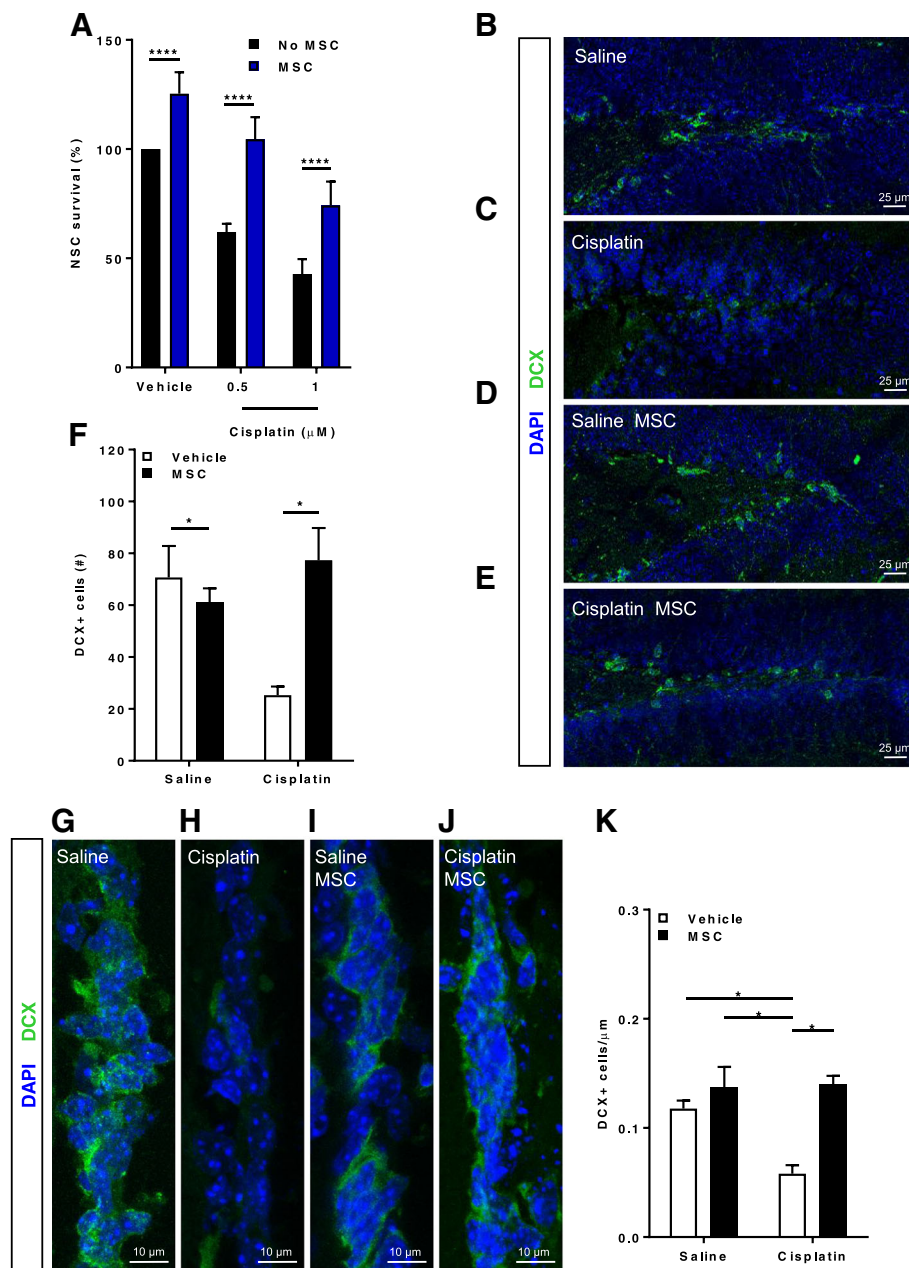 A
150
100
50
0
NSC survival (%)
No MSC
MSC
****
****
****
Vehicle
0.5
1
Cisplatin (μM)
B
Saline
25 μm
C
Cisplatin
25 μm
D
Saline MSC
25 μm
E
Cisplatin MSC
25 μm
DAPI DCX
F
120
100
80
60
40
20
0
DCX+ cells (#)
Vehicle
MSC
*
*
Saline
Cisplatin
G
Saline
10 μm
H
Cisplatin
10 μm
I
Saline
MSC
10 μm
J
Cisplatin
MSC
10 μm
DAPI DCX
K
0.3
0.2
0.1
0.0
DCX+ cells/μm
Vehicle
MSC
*
*
*
Saline
Cisplatin